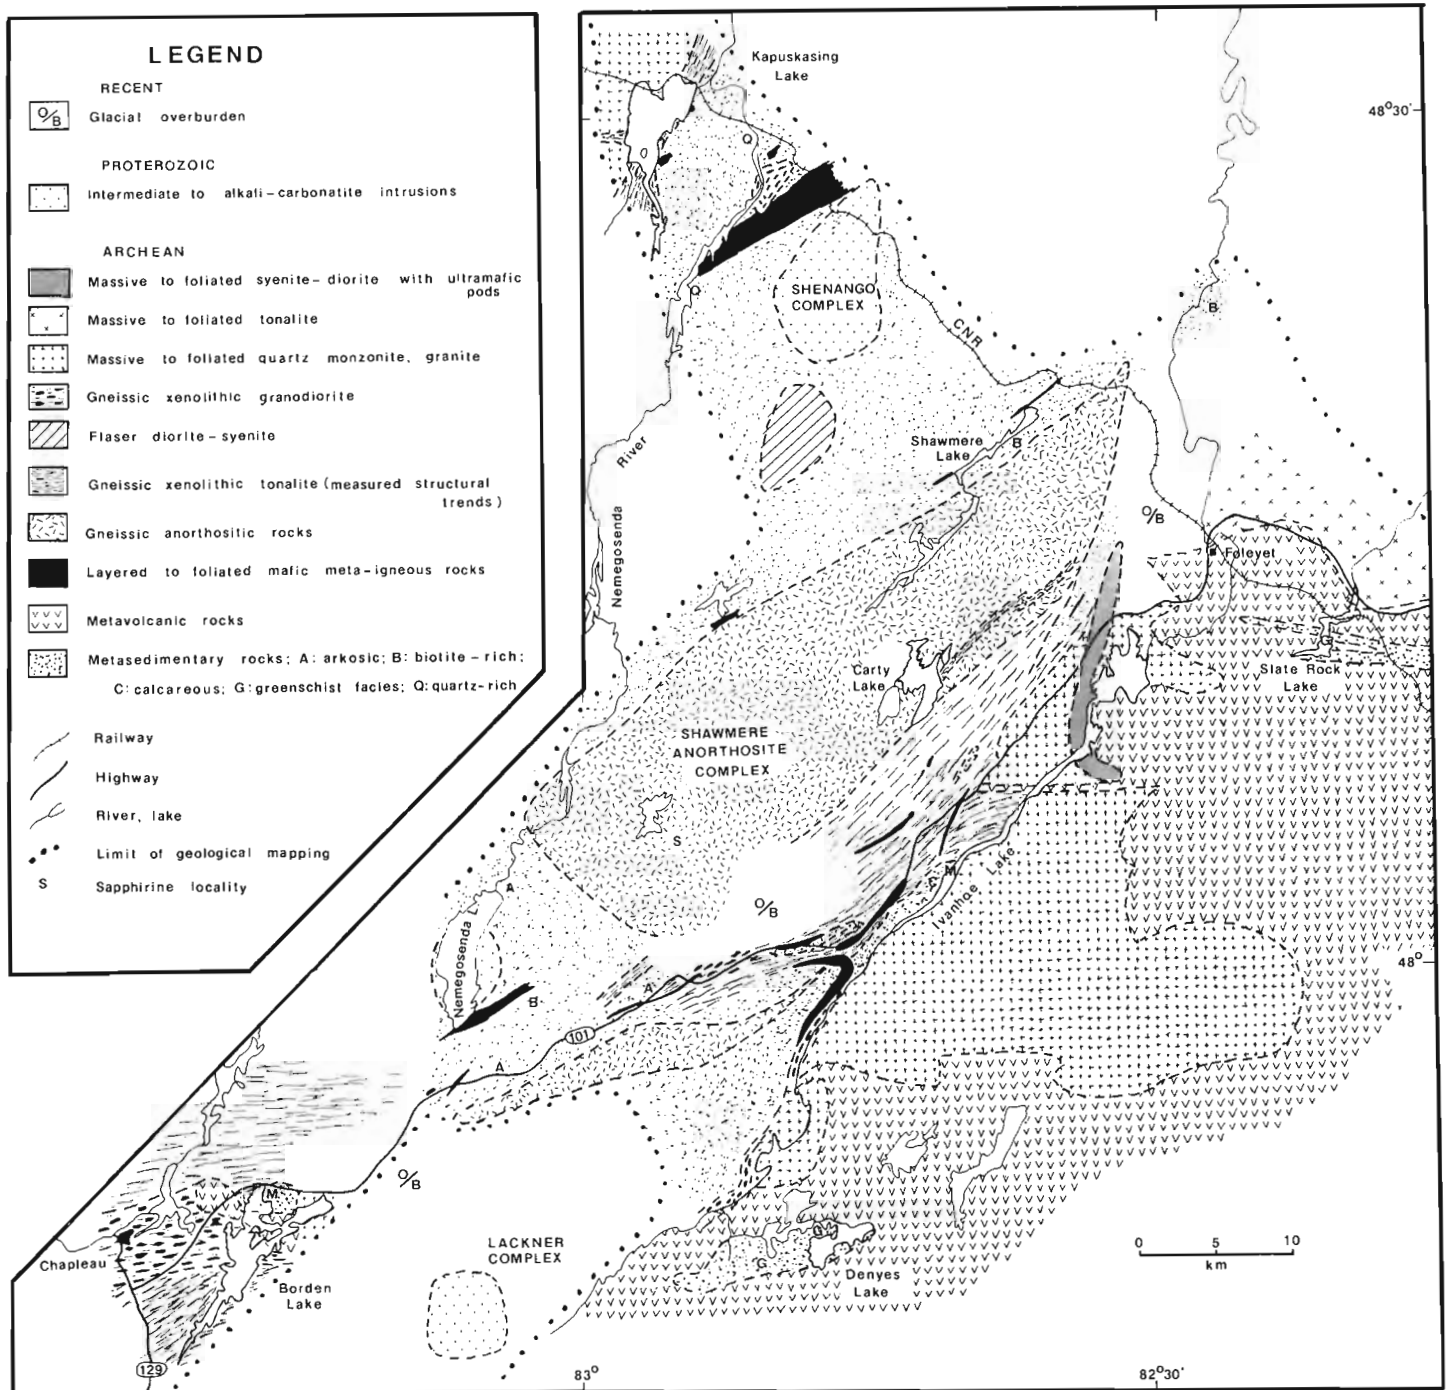 LEGEND
RECENT
O/B Glacial overburden
PROTEROZOIC
Intermediate to alkali-carbonatite intrusions
ARCHEAN
Massive to foliated syenite-diorite with ultramafic
pods
Massive to foliated tonalite
Massive to foliated quartz monzonite, granite
Gneissic xenolithic granodiorite
Flaser diorite-syenite
Gneissic xenolithic tonalite (measured structural
trends)
Gneissic anorthositic rocks
Layered to foliated mafic meta-igneous rocks
Metavolcanic rocks
Metasedimentary rocks; A: arkosic; B: biotite-rich;
C: calcareous; G: greenschist facies; Q: quartz-rich
Railway
Highway
River, lake
Limit of geological mapping
S Sapphirine locality
Kapuskasing
Lake
48°30'
Q
Q
SHENANGO
COMPLEX
CNR
B
River
Nemegosenda
Shawmere
Lake
B
O/B
Foleyet
Slate Rock
Lake
G
Carty
Lake
SHAWMERE
ANORTHOSITE
COMPLEX
S
A
O/B
C
M
Ivanhoe Lake
48°
Nemegosenda L
B
A
101
A
O/B
M
Chapleau
Borden
Lake
129
LACKNER
COMPLEX
G
G
Denyes
Lake
0 5 10
km
83°
82°30'